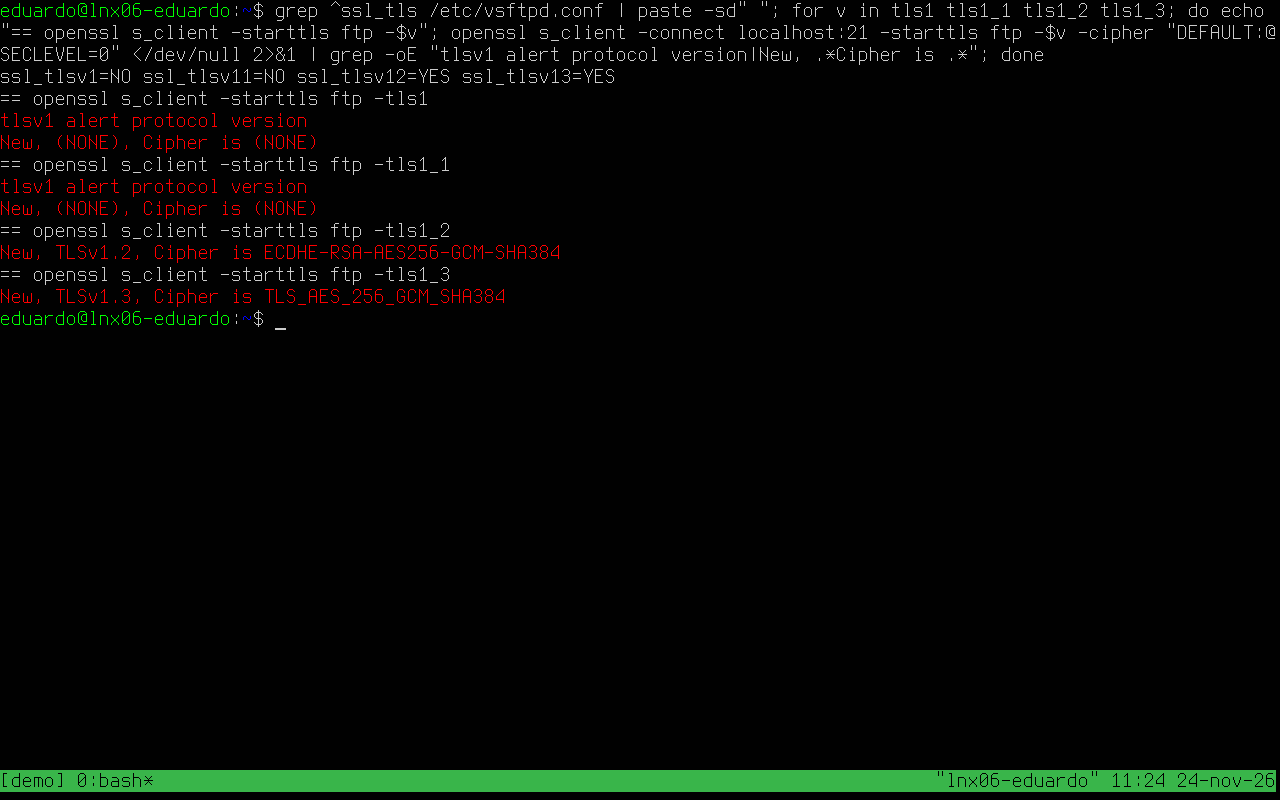 eduardo@lnx06-eduardo:~$ grep ^ssl_tls /etc/vsftpd.conf | paste -sd" "; for v in tls1 tls1_1 tls1_2 tls1_3; do echo
"== openssl s_client -starttls ftp -$v"; openssl s_client -connect localhost:21 -starttls ftp -$v -cipher "DEFAULT:@
SECLEVEL=0" </dev/null 2>&1 | grep -oE "tlsv1 alert protocol version|New, .*Cipher is .*"; done
ssl_tlsv1=NO ssl_tlsv11=NO ssl_tlsv12=YES ssl_tlsv13=YES
== openssl s_client -starttls ftp -tls1
tlsv1 alert protocol version
New, (NONE), Cipher is (NONE)
== openssl s_client -starttls ftp -tls1_1
tlsv1 alert protocol version
New, (NONE), Cipher is (NONE)
== openssl s_client -starttls ftp -tls1_2
New, TLSv1.2, Cipher is ECDHE-RSA-AES256-GCM-SHA384
== openssl s_client -starttls ftp -tls1_3
New, TLSv1.3, Cipher is TLS_AES_256_GCM_SHA384
eduardo@lnx06-eduardo:~$ _
[demo] 0:bash* "lnx06-eduardo" 11:24 24-nov-26